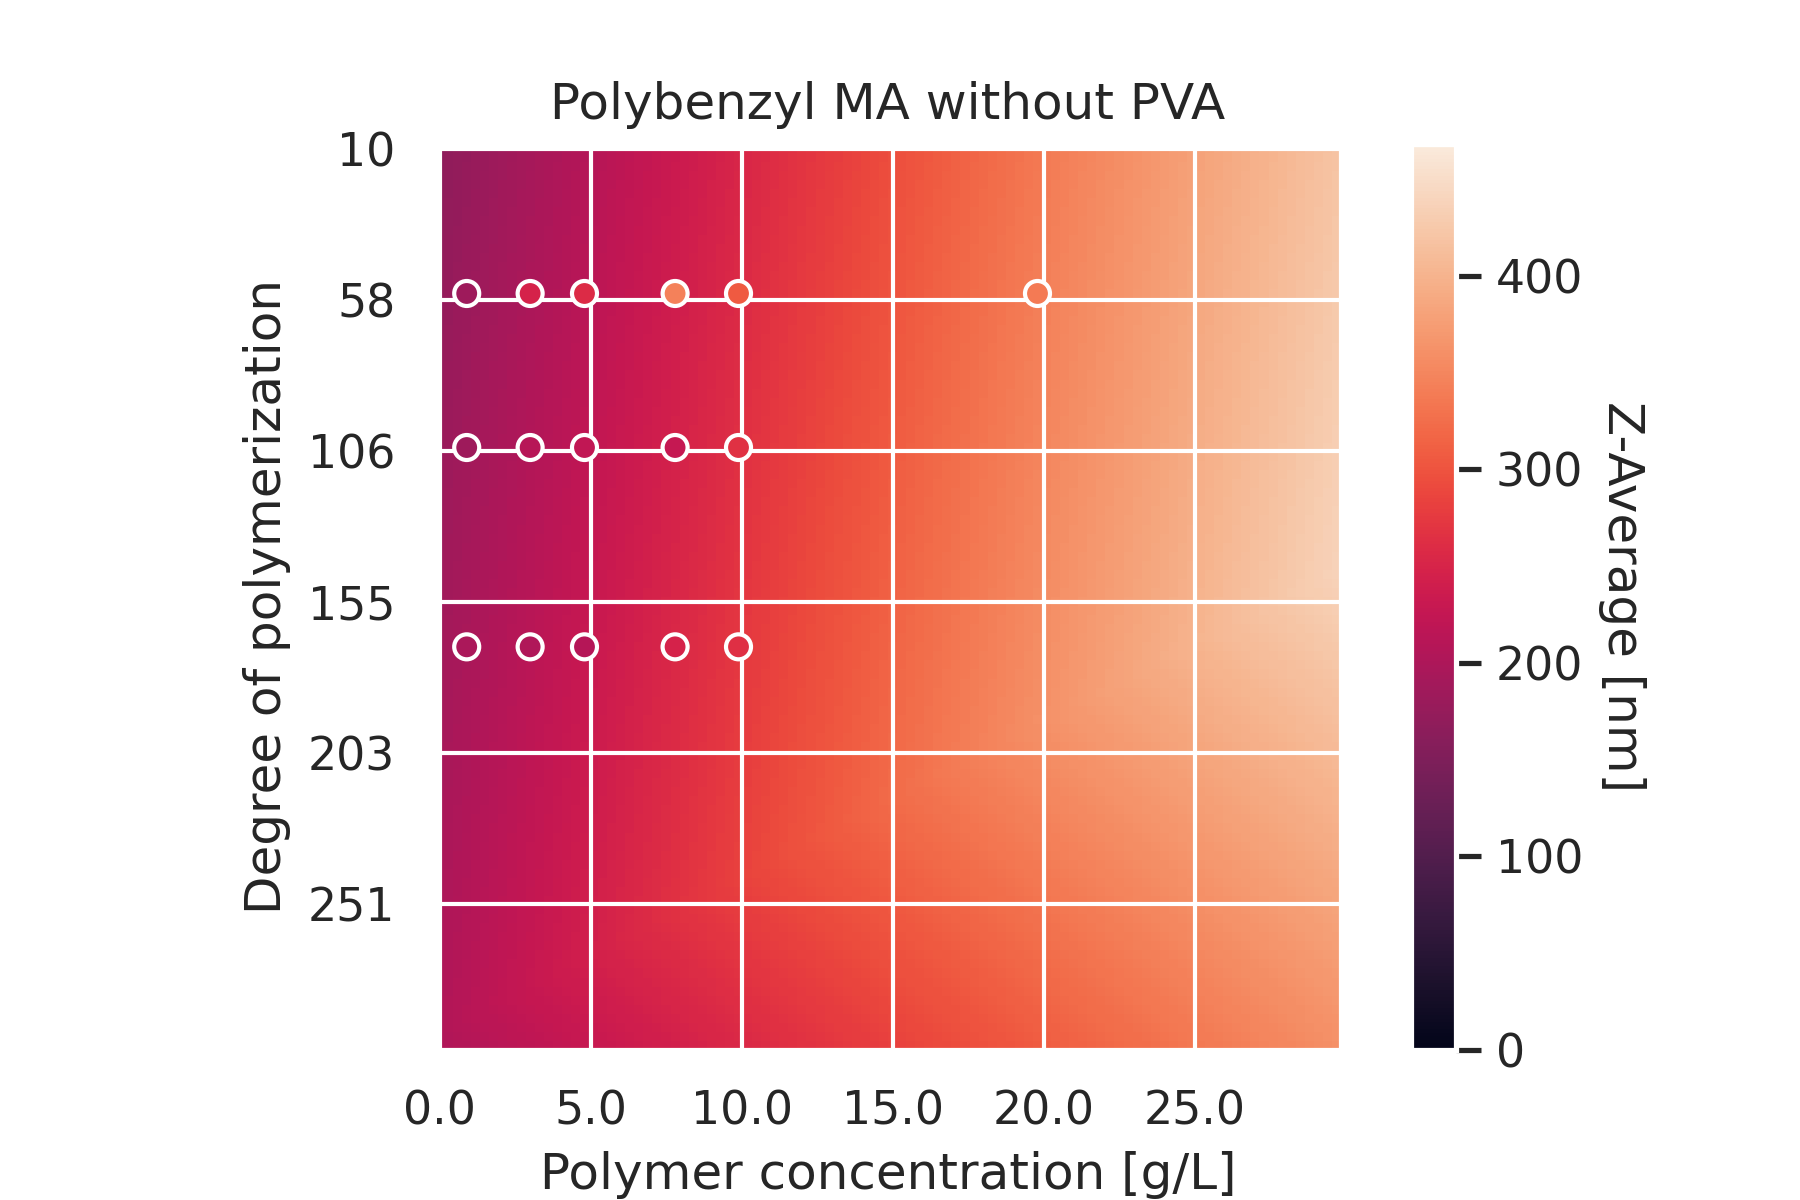 Polybenzyl MA without PVA
10
58
106
155
203
251
Degree of polymerization
0.0 5.0 10.0 15.0 20.0 25.0
Polymer concentration [g/L]
400
300
200
100
0
Z-Average [nm]